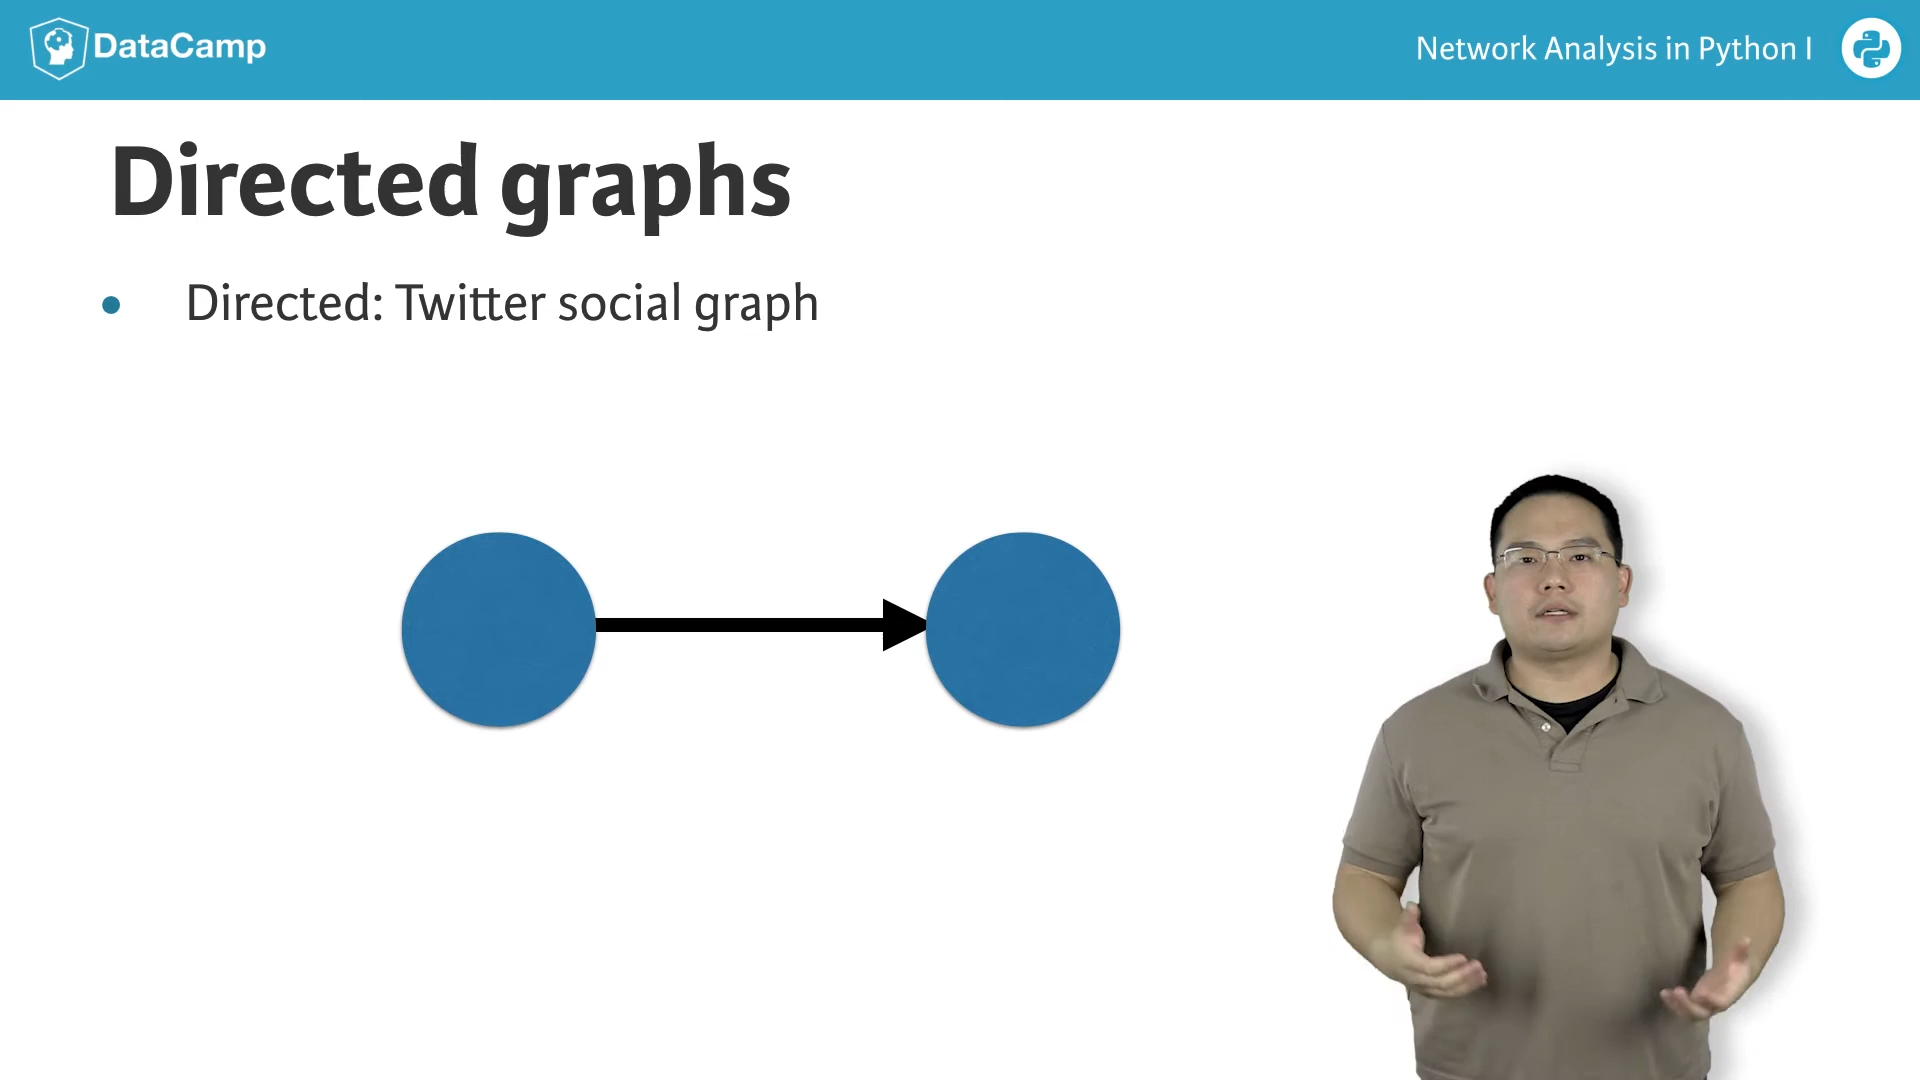 DataCamp
Network Analysis in Python I
Directed graphs
• Directed: Twitter social graph